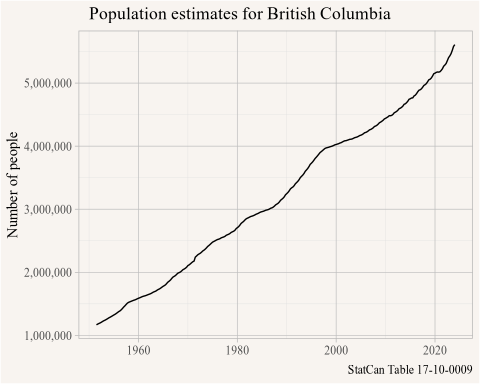 Population estimates for British Columbia
Number of people
5,000,000
4,000,000
3,000,000
2,000,000
1,000,000
1960 1980 2000 2020
StatCan Table 17-10-0009